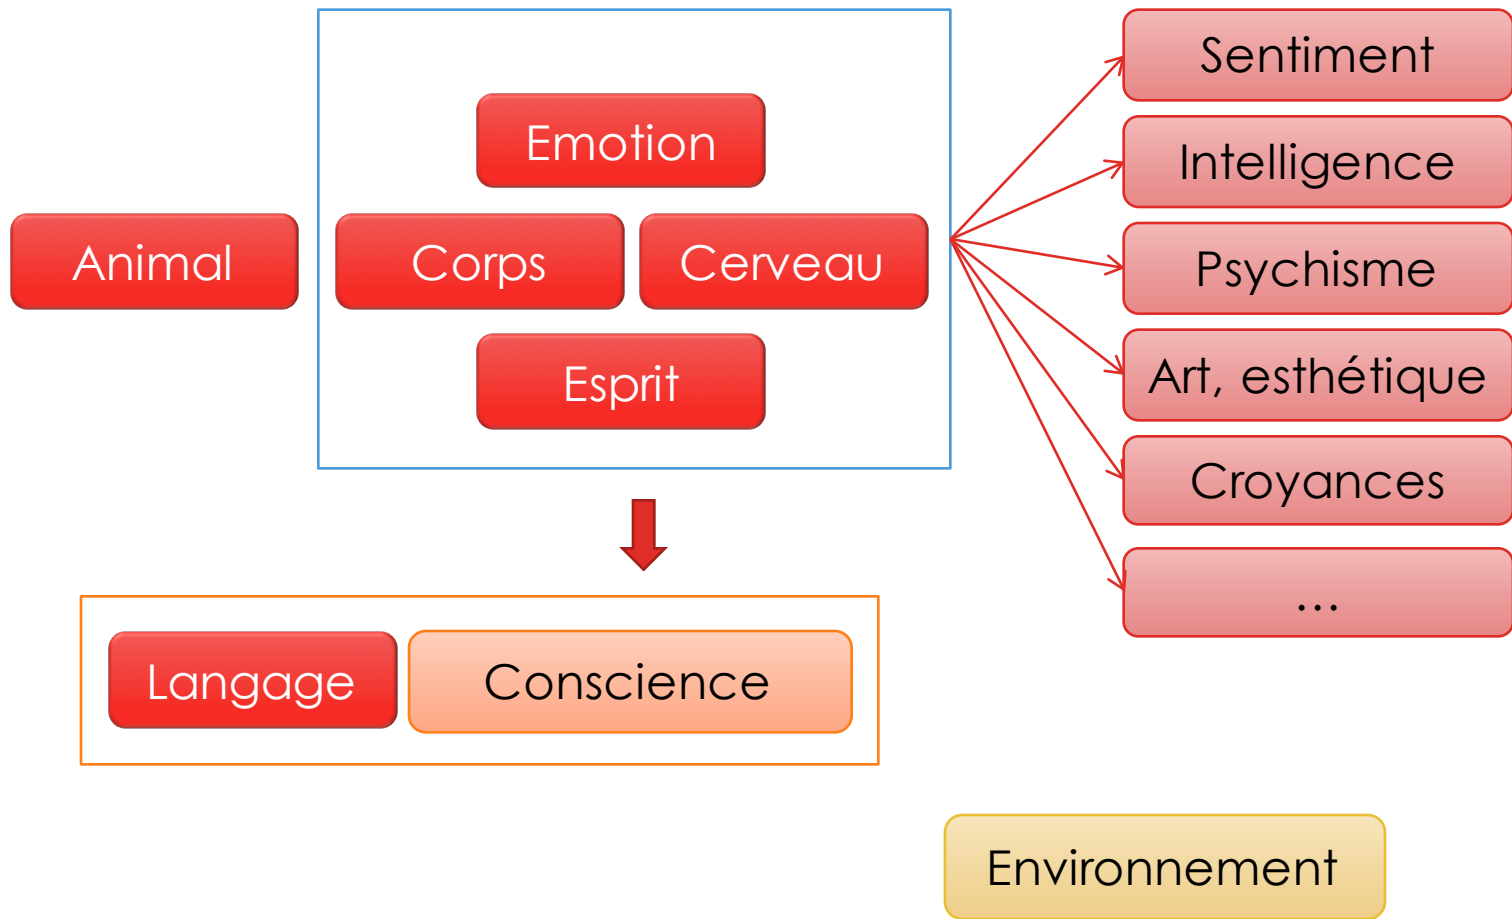 Animal
Emotion
Corps
Cerveau
Esprit
Sentiment
Intelligence
Psychisme
Art, esthétique
Croyances
...
Langage
Conscience
Environnement